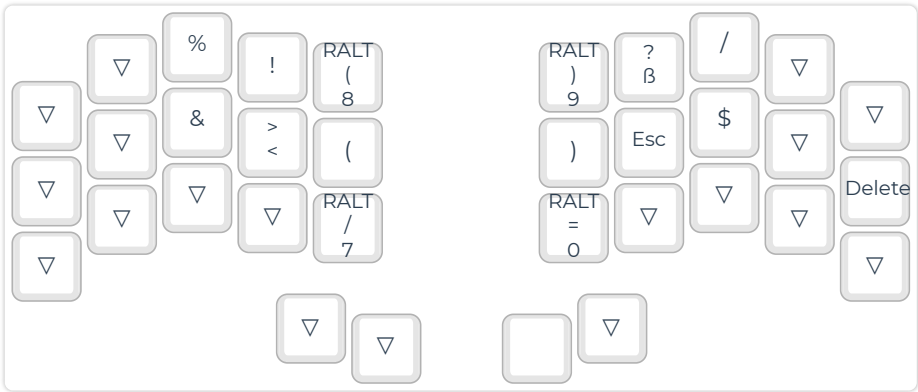 ▽ ▽ % ! RALT ( 8 RALT ) 9 ? ß / ▽ ▽
▽ ▽ & > < ( ) Esc $ ▽ Delete
▽ ▽ ▽ ▽ RALT / 7 RALT = 0 ▽ ▽ ▽ ▽
▽ ▽ ▽